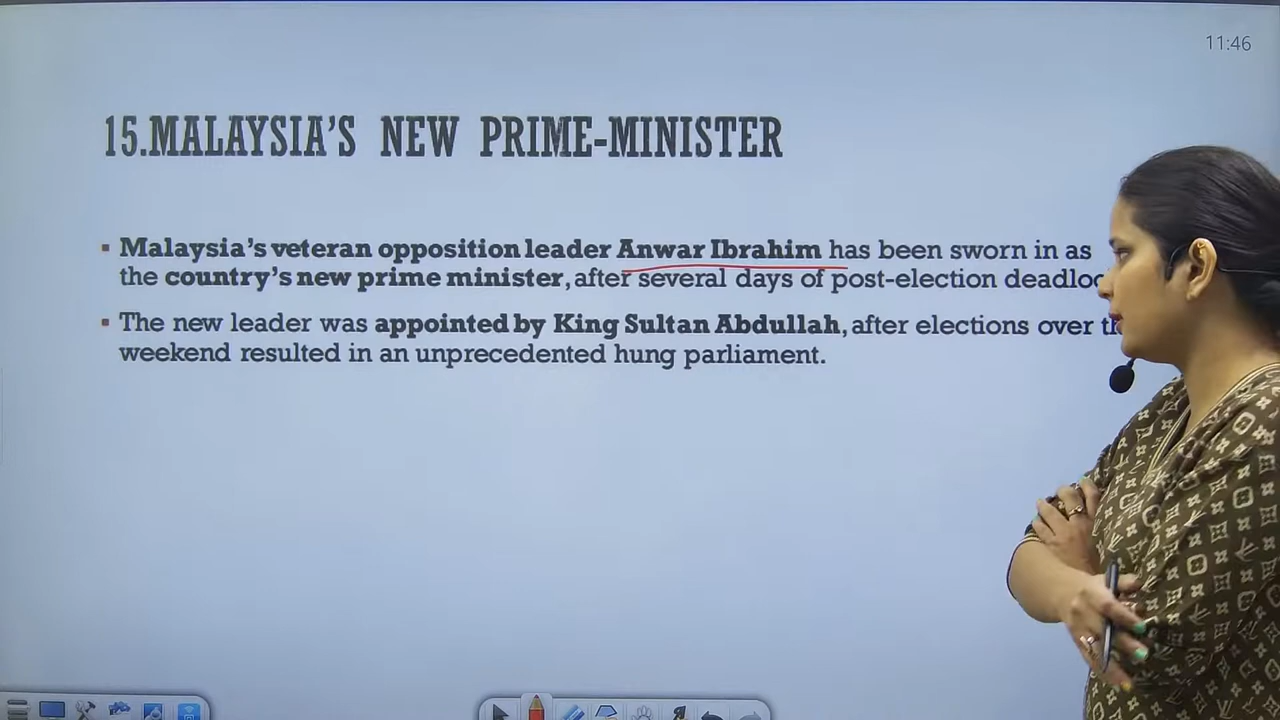 11:46
15.MALAYSIA'S NEW PRIME-MINISTER
▪ Malaysia's veteran opposition leader Anwar Ibrahim has been sworn in as
the country's new prime minister, after several days of post-election
▪ The new leader was appointed by King Sultan Abdullah, after elections over
weekend resulted in an unprecedented hung parliament.